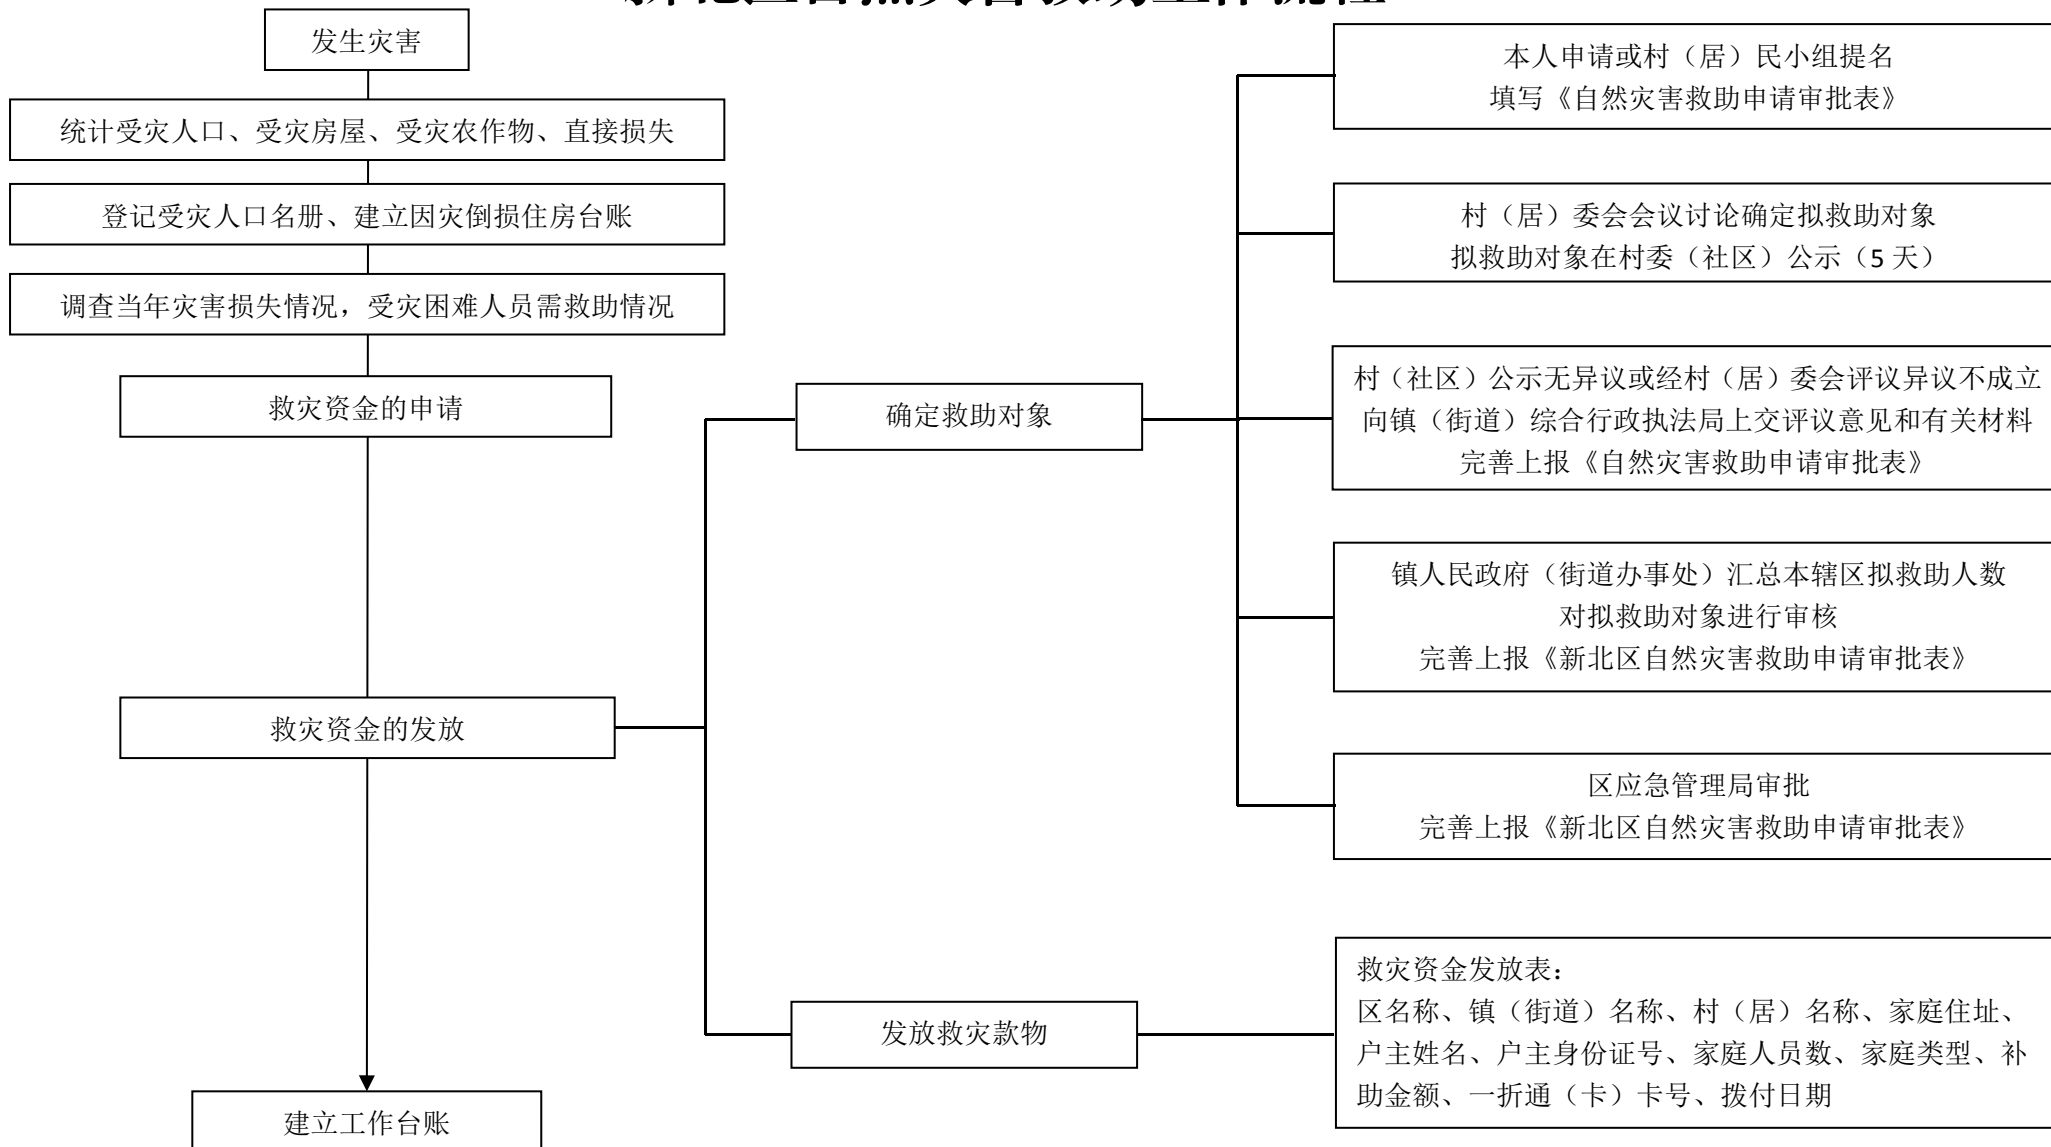 发生灾害
统计受灾人口、受灾房屋、受灾农作物、直接损失
登记受灾人口名册、建立因灾倒损住房台账
调查当年灾害损失情况，受灾困难人员需救助情况
救灾资金的申请
救灾资金的发放
建立工作台账
确定救助对象
发放救灾款物
本人申请或村（居）民小组提名
填写《自然灾害救助申请审批表》
村（居）委会会议讨论确定拟救助对象
拟救助对象在村委（社区）公示（5 天）
村（社区）公示无异议或经村（居）委会评议异议不成立
向镇（街道）综合行政执法局上交评议意见和有关材料
完善上报《自然灾害救助申请审批表》
镇人民政府（街道办事处）汇总本辖区拟救助人数
对拟救助对象进行审核
完善上报《新北区自然灾害救助申请审批表》
区应急管理局审批
完善上报《新北区自然灾害救助申请审批表》
救灾资金发放表：
区名称、镇（街道）名称、村（居）名称、家庭住址、
户主姓名、户主身份证号、家庭人员数、家庭类型、补
助金额、一折通（卡）卡号、拨付日期